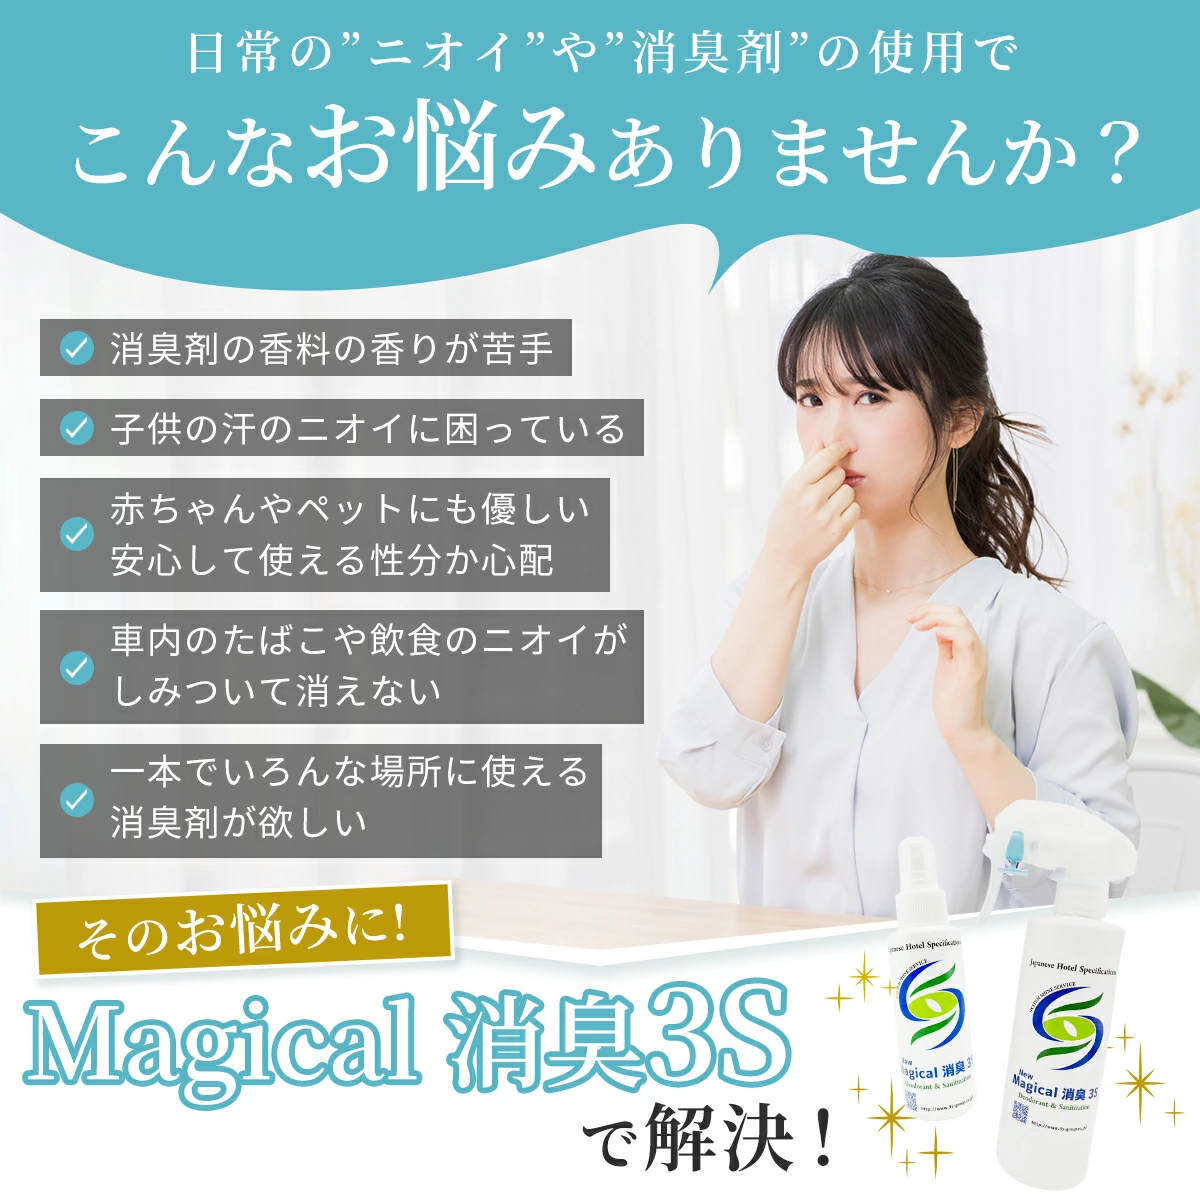 日常の”ニオイ”や”消臭剤”の使用で
こんなお悩みありませんか？
消臭剤の香料の香りが苦手
子供の汗のニオイに困っている
赤ちゃんやペットにも優しい
安心して使える性分か心配
車内のたばこや飲食のニオイが
しみついて消えない
一本でいろんな場所に使える
消臭剤が欲しい
そのお悩みに!
Magical 消臭3S
で解決！
Japanese Hotel Specifications
New
Magical 消臭 3S
Deodorant & Sanitization
Japanese Hotel Specifications
SYSTEM SHINE SERVICE
New
Magical 消臭 3S
Deodorant & Sanitization